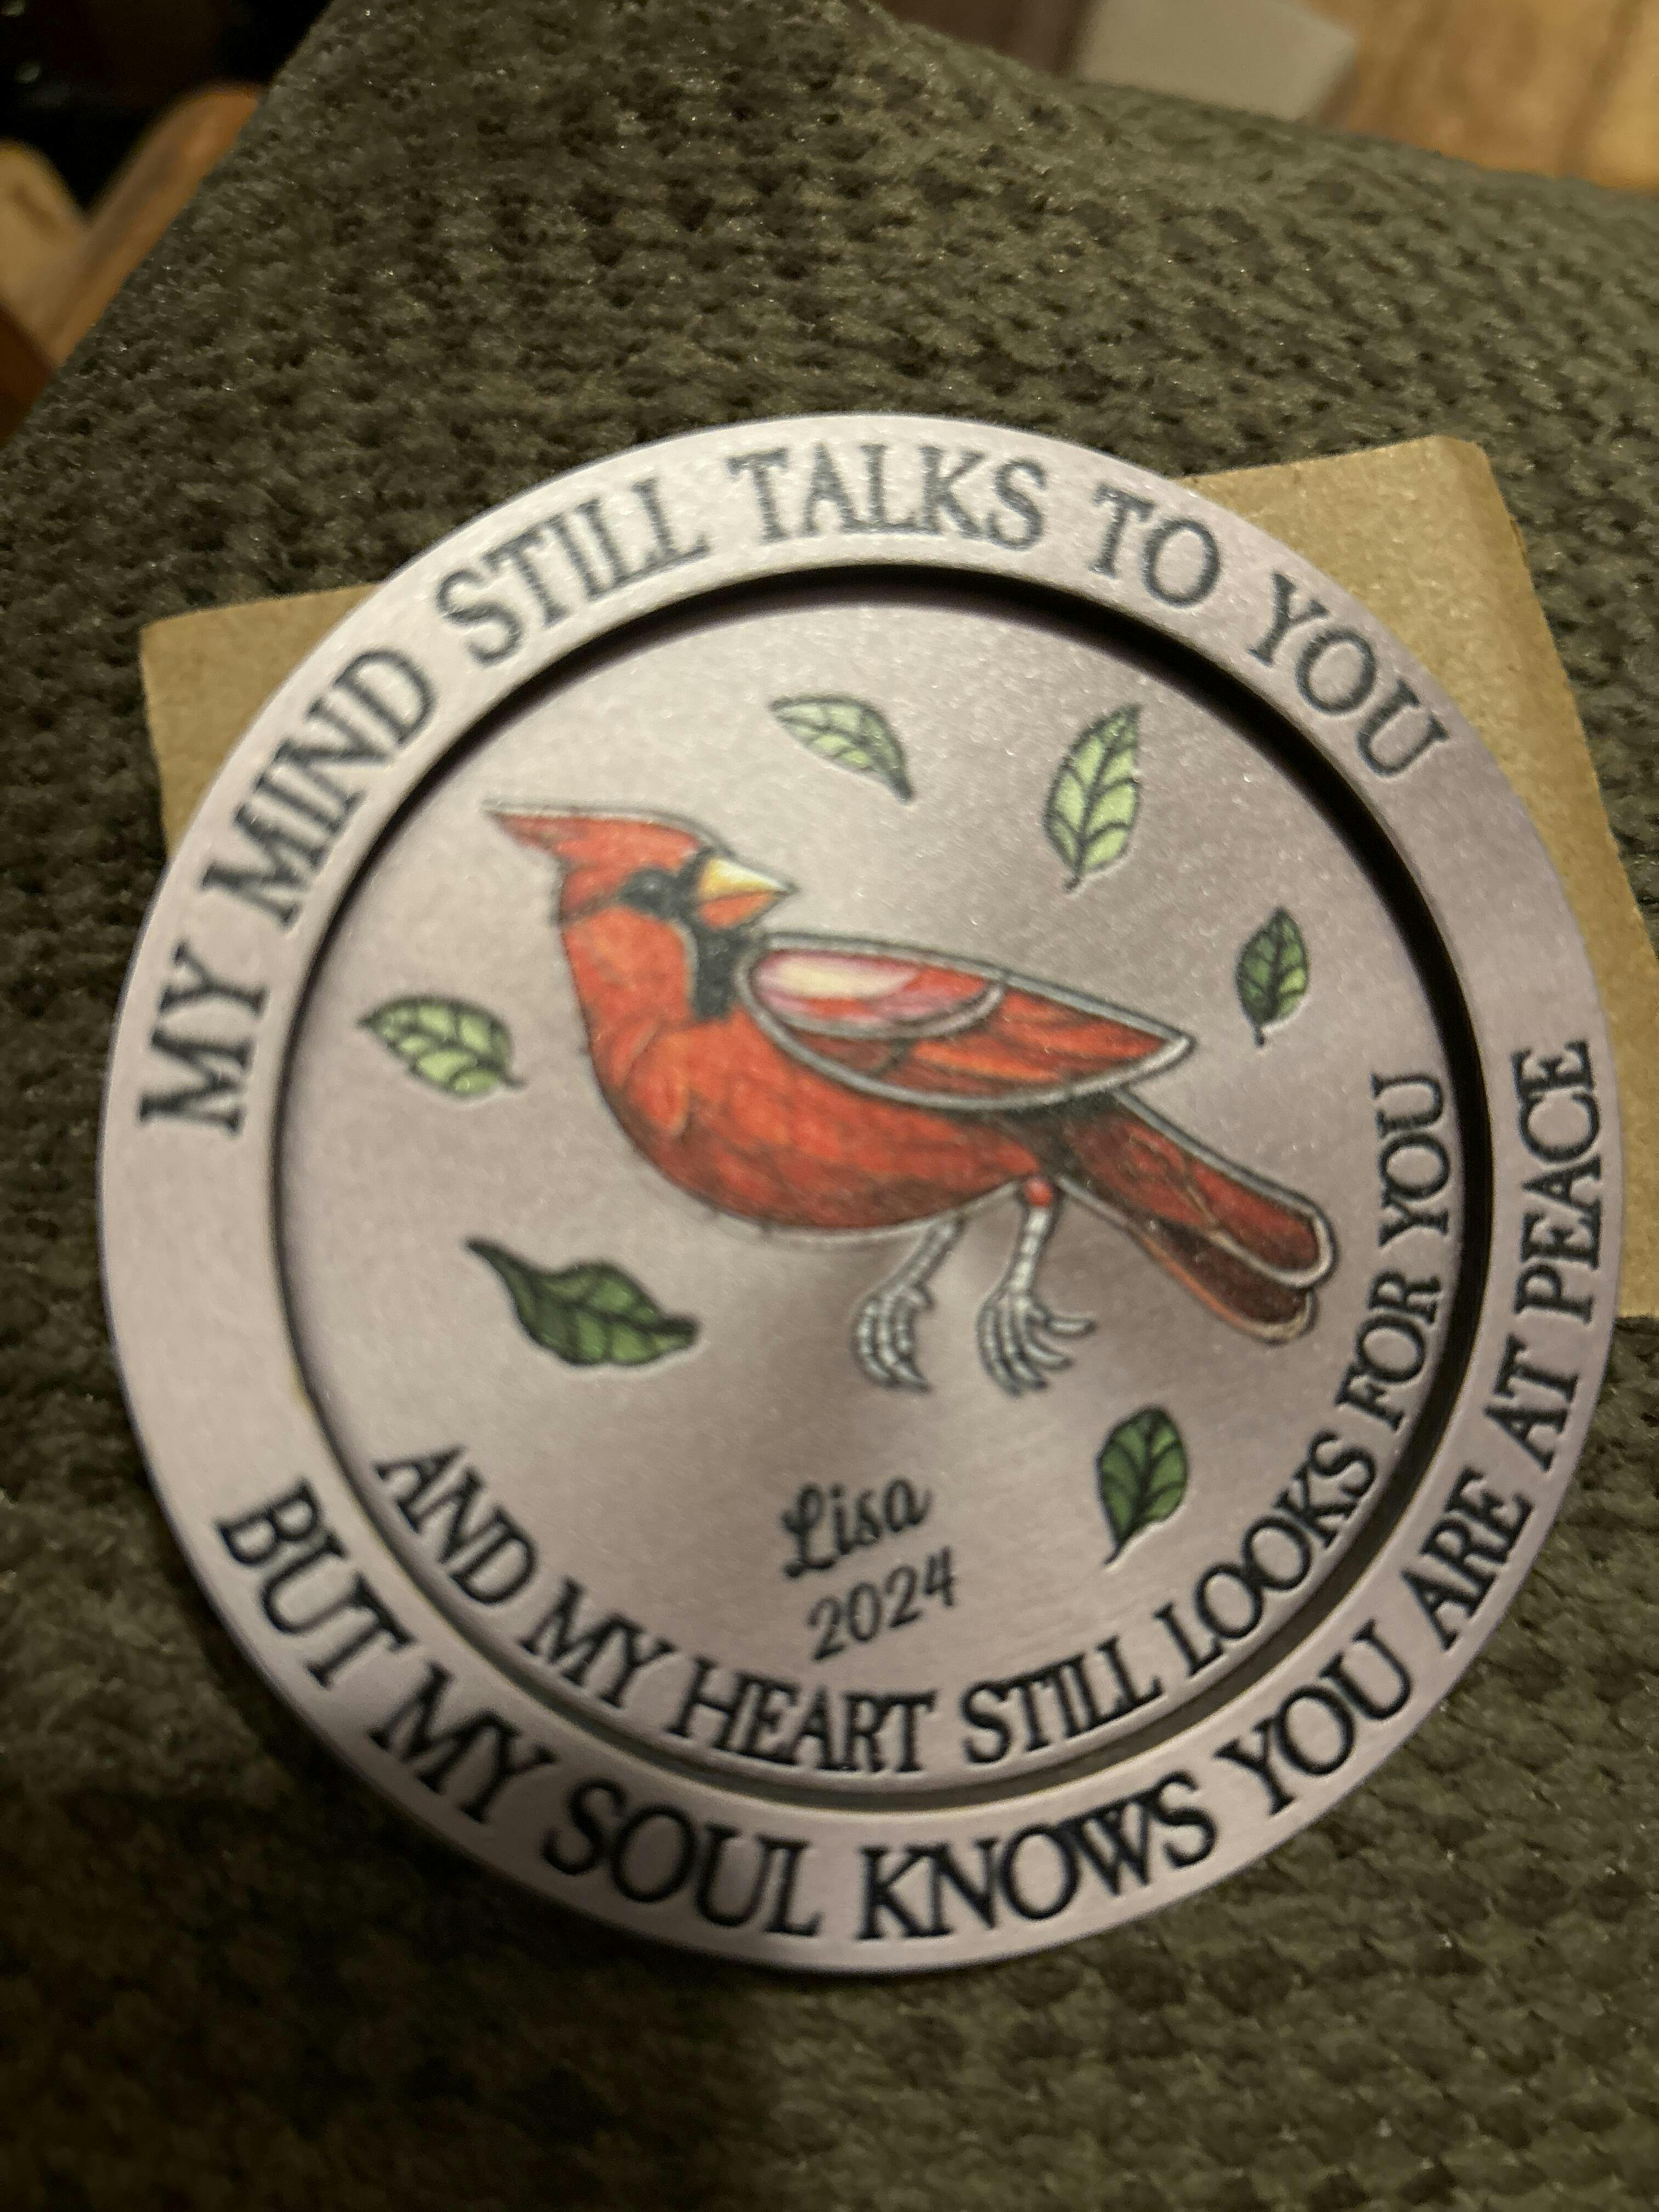 MY MIND STILL TALKS TO YOU
AND MY HEART STILL LOOKS FOR YOU
BUT MY SOUL KNOWS YOU ARE AT PEACE
Lisa
2024